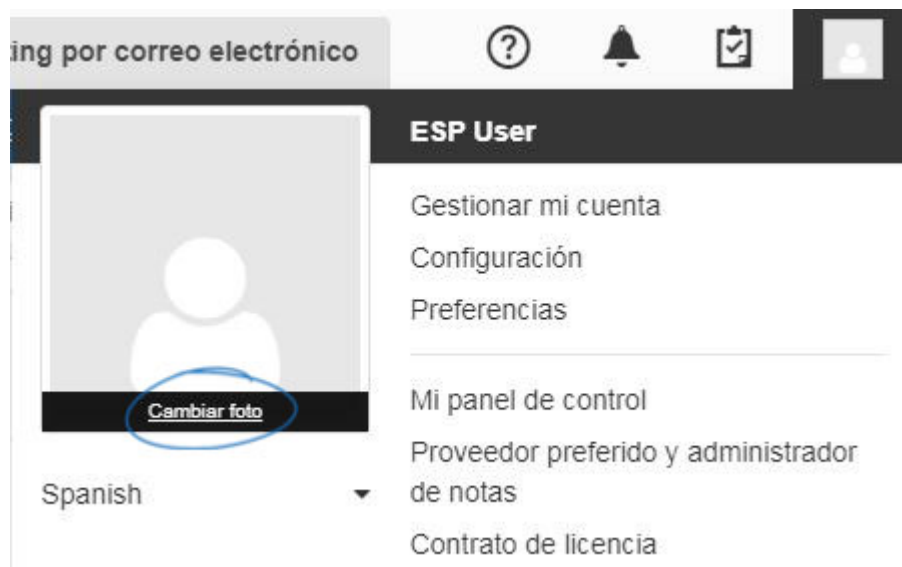 por correo electrónico
ESP User
Gestionar mi cuenta
Configuración
Preferencias
Cambiar foto
Mi panel de control
Proveedor preferido y administrador
de notas
Spanish
Contrato de licencia